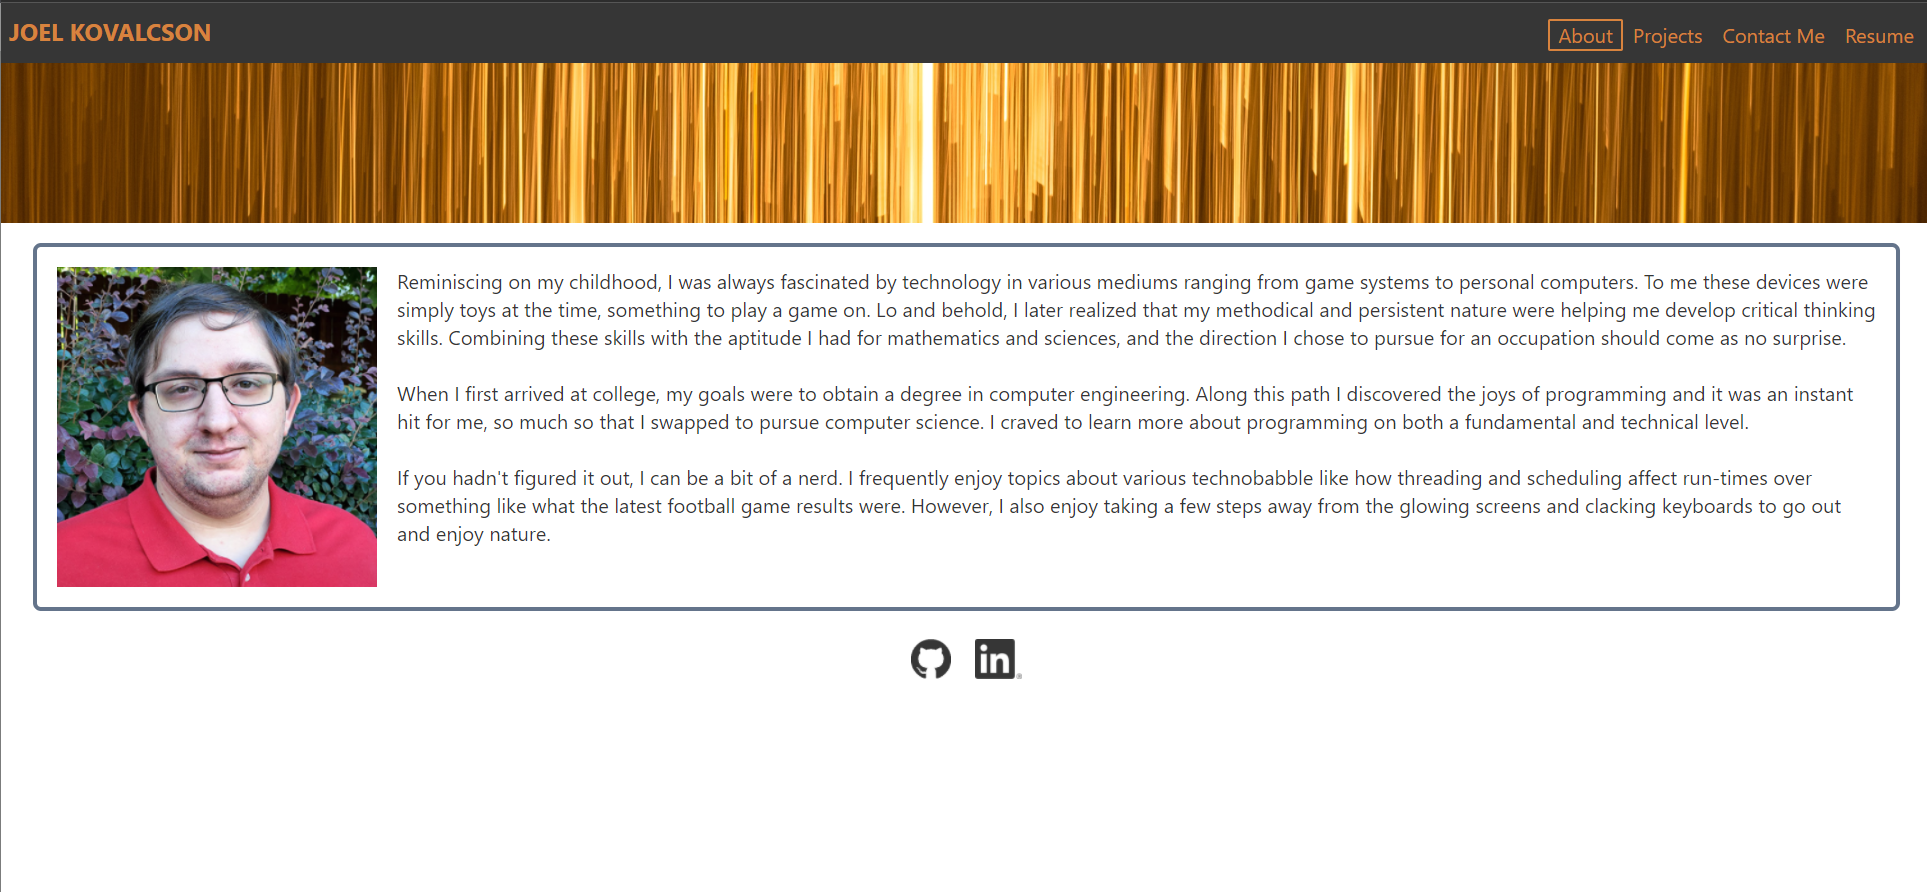 JOEL KOVALCSON
About Projects Contact Me Resume
Reminiscing on my childhood, I was always fascinated by technology in various mediums ranging from game systems to personal computers. To me these devices were
simply toys at the time, something to play a game on. Lo and behold, I later realized that my methodical and persistent nature were helping me develop critical thinking
skills. Combining these skills with the aptitude I had for mathematics and sciences, and the direction I chose to pursue for an occupation should come as no surprise.
When I first arrived at college, my goals were to obtain a degree in computer engineering. Along this path I discovered the joys of programming and it was an instant
hit for me, so much so that I swapped to pursue computer science. I craved to learn more about programming on both a fundamental and technical level.
If you hadn't figured it out, I can be a bit of a nerd. I frequently enjoy topics about various technobabble like how threading and scheduling affect run-times over
something like what the latest football game results were. However, I also enjoy taking a few steps away from the glowing screens and clacking keyboards to go out
and enjoy nature.
in